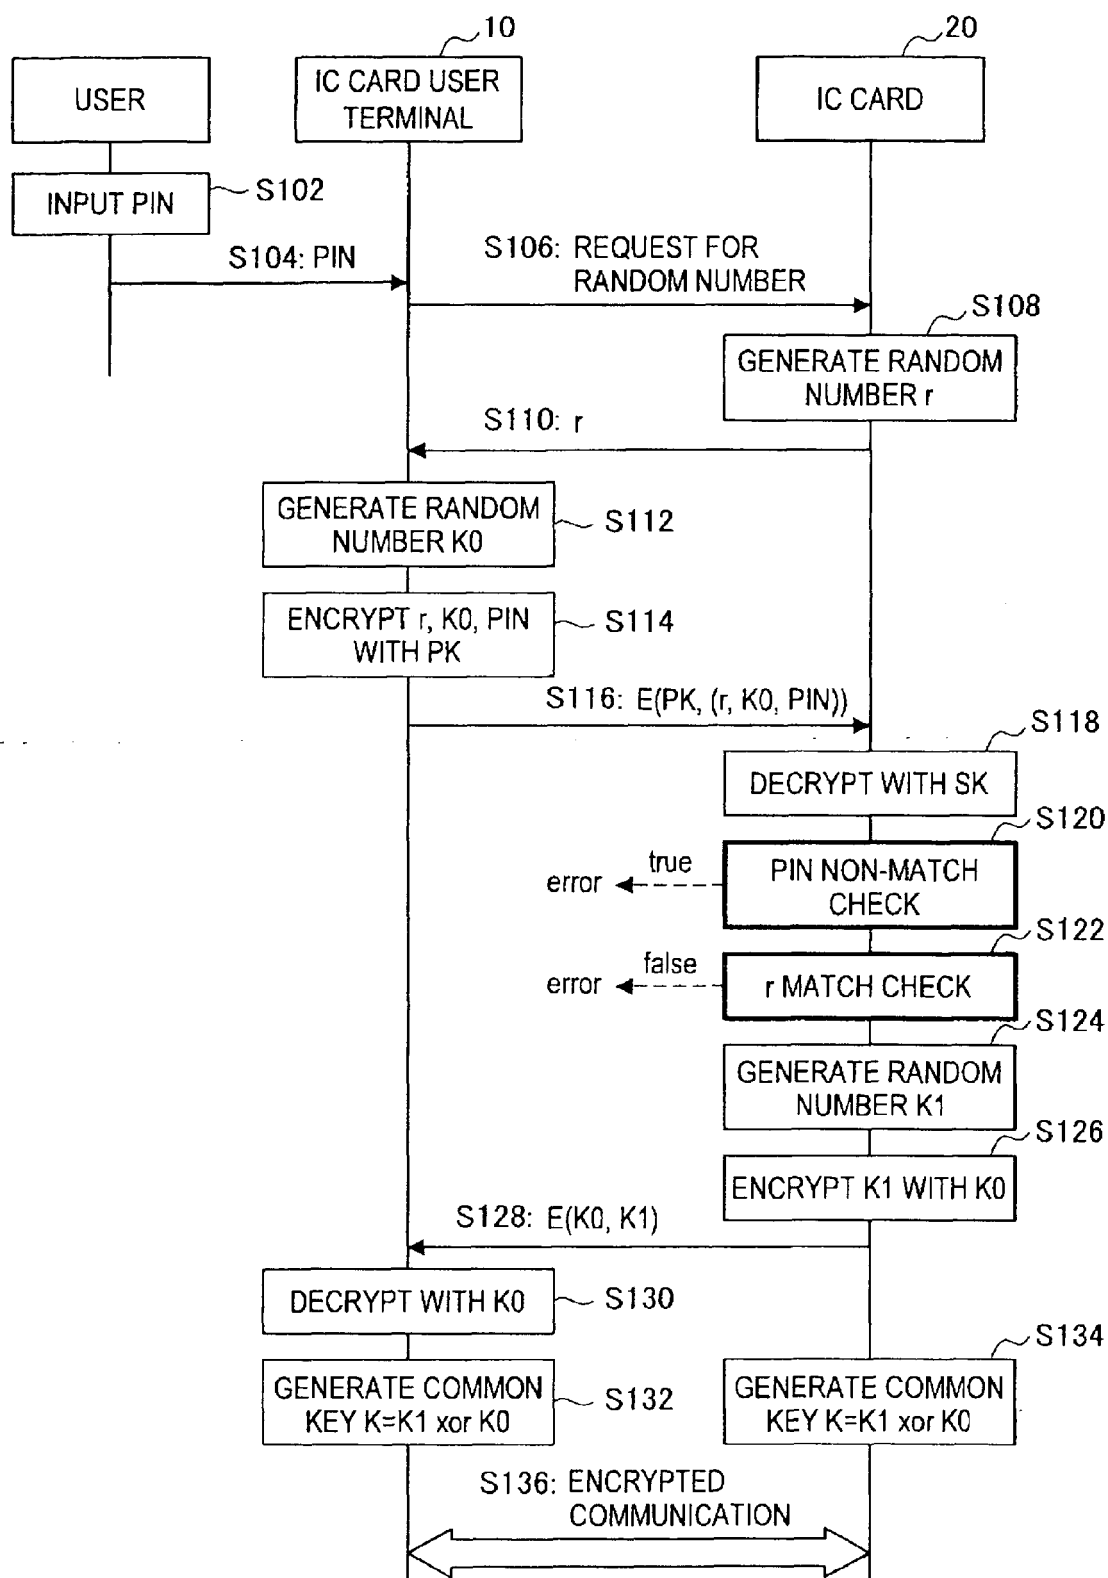 10
20
USER
IC CARD USER
TERMINAL
IC CARD
INPUT PIN
S102
S104: PIN
S106: REQUEST FOR
RANDOM NUMBER
S108
GENERATE RANDOM
NUMBER r
S110: r
GENERATE RANDOM
NUMBER K0
S112
ENCRYPT r, K0, PIN
WITH PK
S114
S116: E(PK, (r, K0, PIN))
S118
DECRYPT WITH SK
S120
PIN NON-MATCH
CHECK
true
error
S122
r MATCH CHECK
false
error
S124
GENERATE RANDOM
NUMBER K1
S126
ENCRYPT K1 WITH K0
S128: E(K0, K1)
DECRYPT WITH K0
S130
GENERATE COMMON
KEY K=K1 xor K0
S132
S134
GENERATE COMMON
KEY K=K1 xor K0
S136: ENCRYPTED
COMMUNICATION